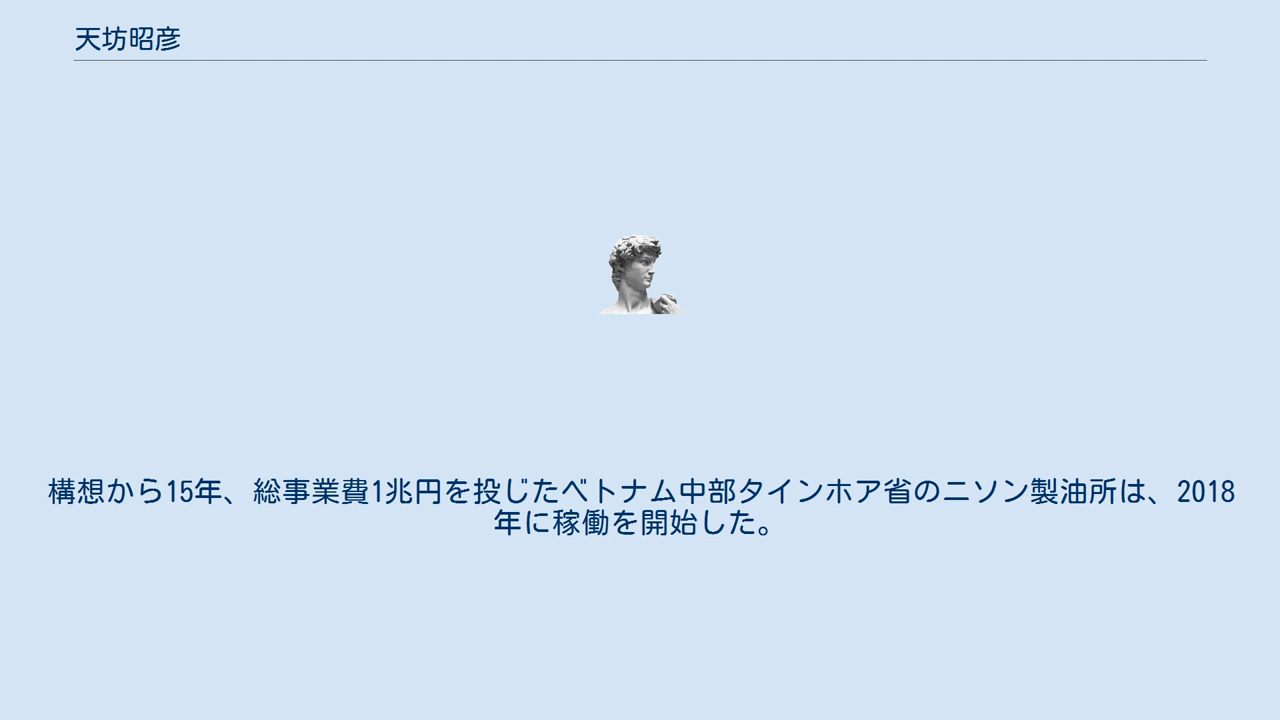 天坊昭彦
構想から15年、総事業費1兆円を投じたベトナム中部タインホア省のニソン製油所は、2018
年に稼働を開始した。